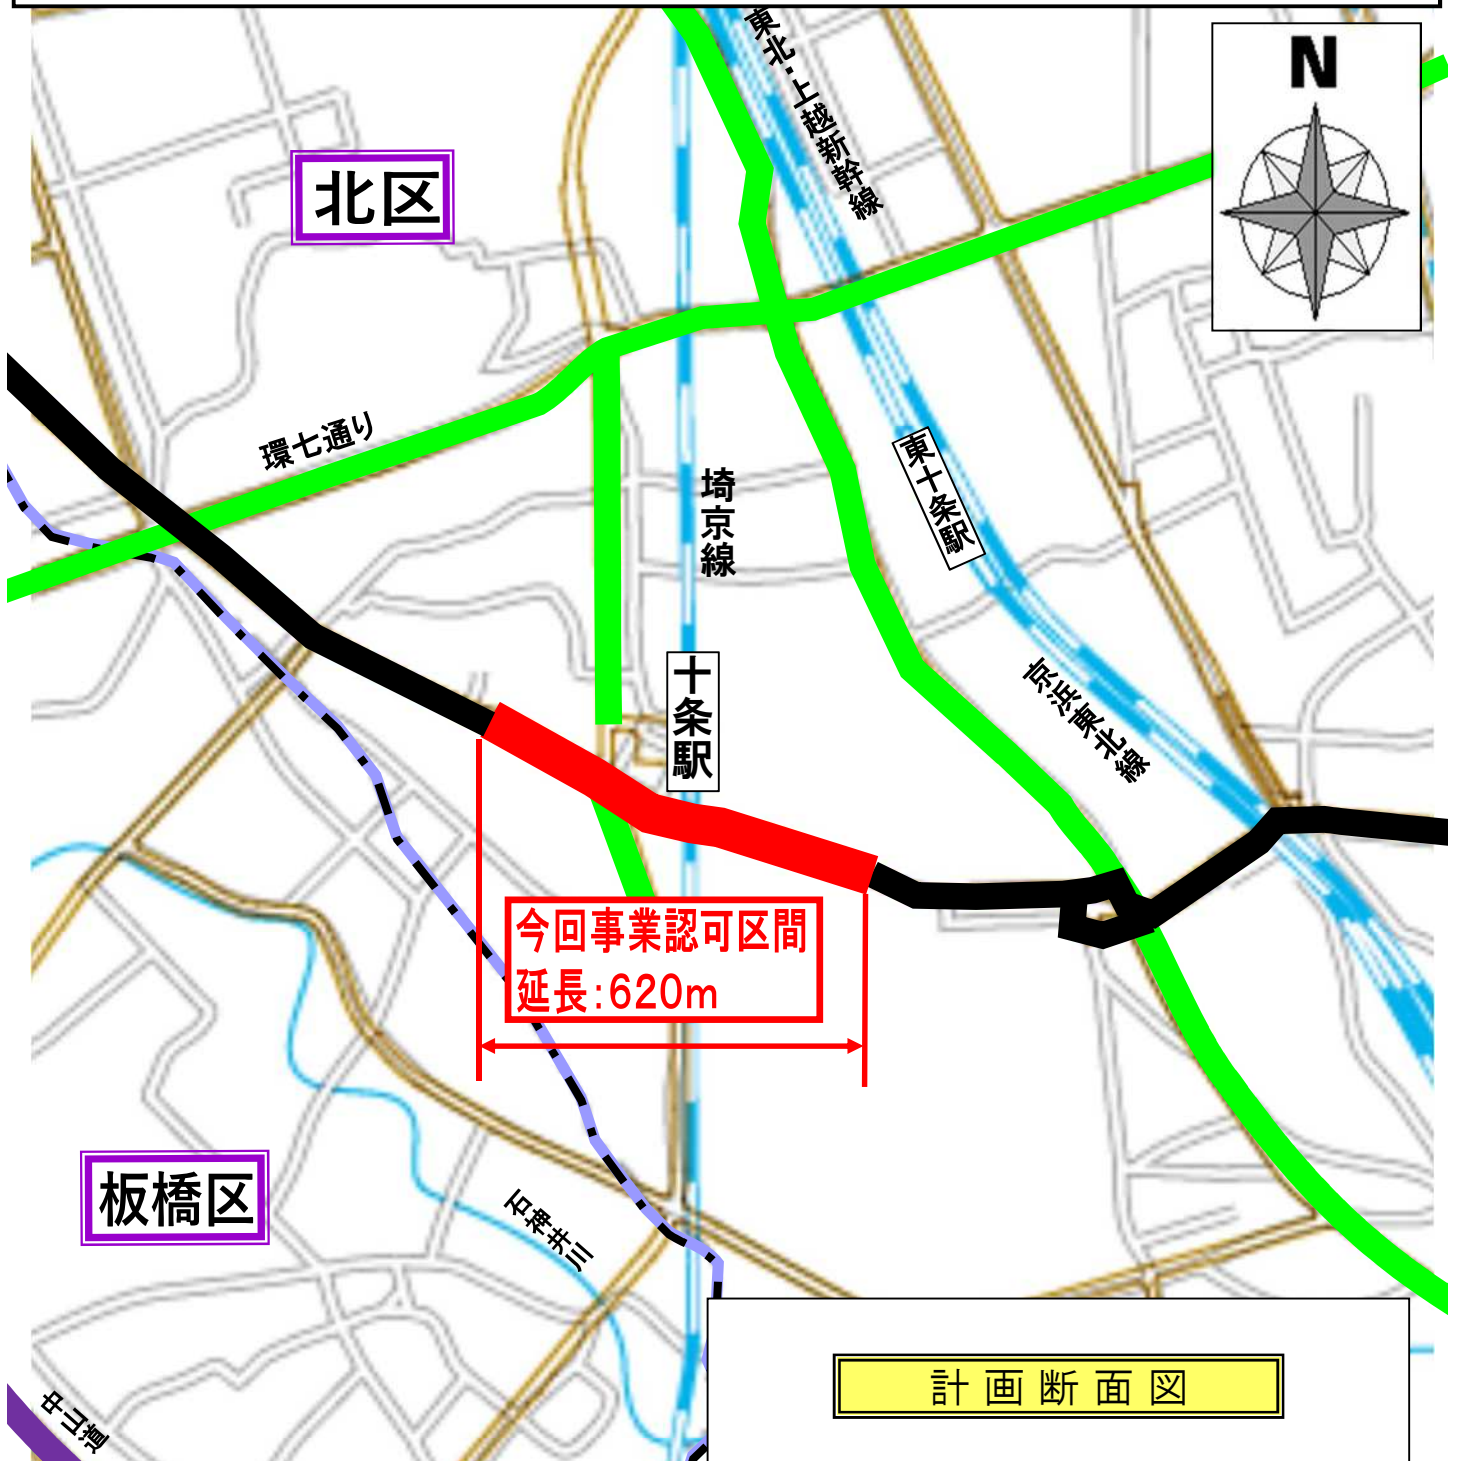 東北・上越新幹線
N
北区
環七通り
埼京線
東十条駅
十条駅
京浜東北線
今回事業認可区間
延長：620m
板橋区
石神井川
中山道
計画断面図